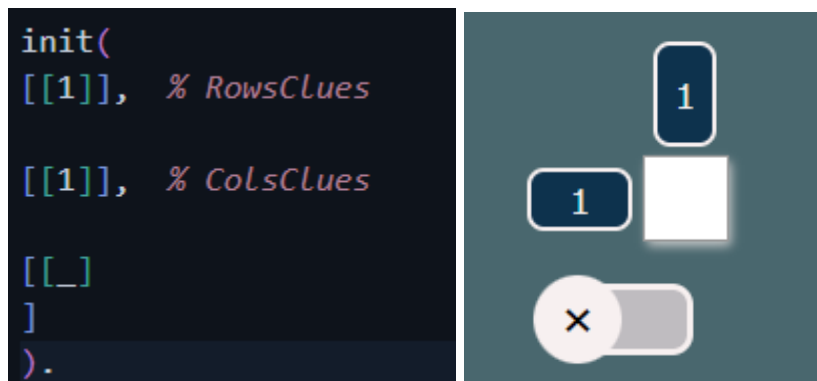 init(
[[1]],  % RowsClues
[[1]],  % ColsClues
[[_]
]
).
1
1
×